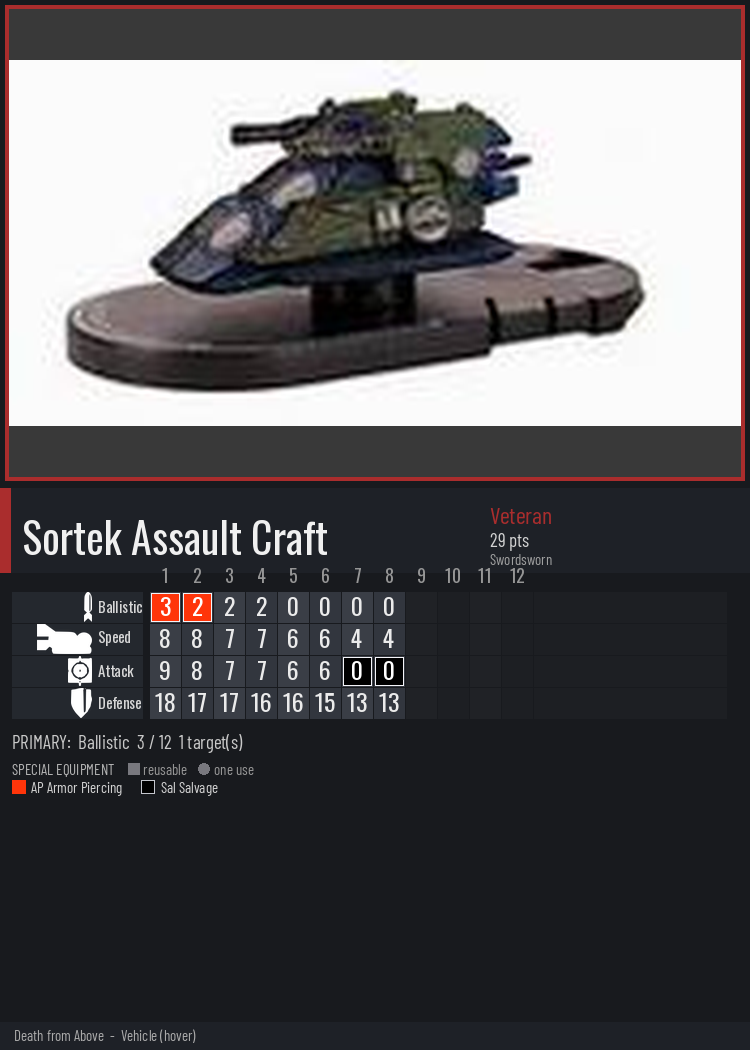 Sortek Assault Craft
Veteran
29 pts
Swordsworn
1 2 3 4 5 6 7 8 9 10 11 12
Ballistic 3 2 2 2 0 0 0 0
Speed 8 8 7 7 6 6 4 4
Attack 9 8 7 7 6 6 0 0
Defense 18 17 17 16 16 15 13 13
PRIMARY: Ballistic 3 / 12 1 target(s)
SPECIAL EQUIPMENT reusable one use
AP Armor Piercing Sal Salvage
Death from Above - Vehicle (hover)